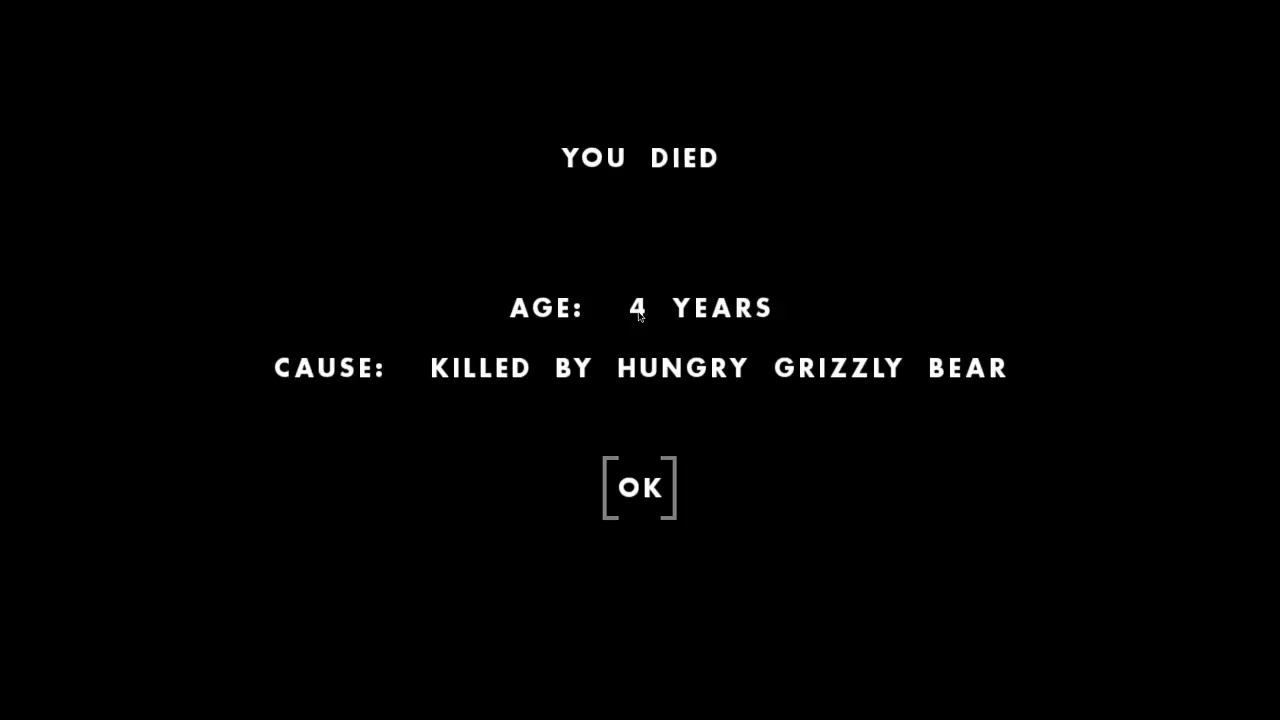 YOU DIED
AGE: 4 YEARS
CAUSE: KILLED BY HUNGRY GRIZZLY BEAR
OK